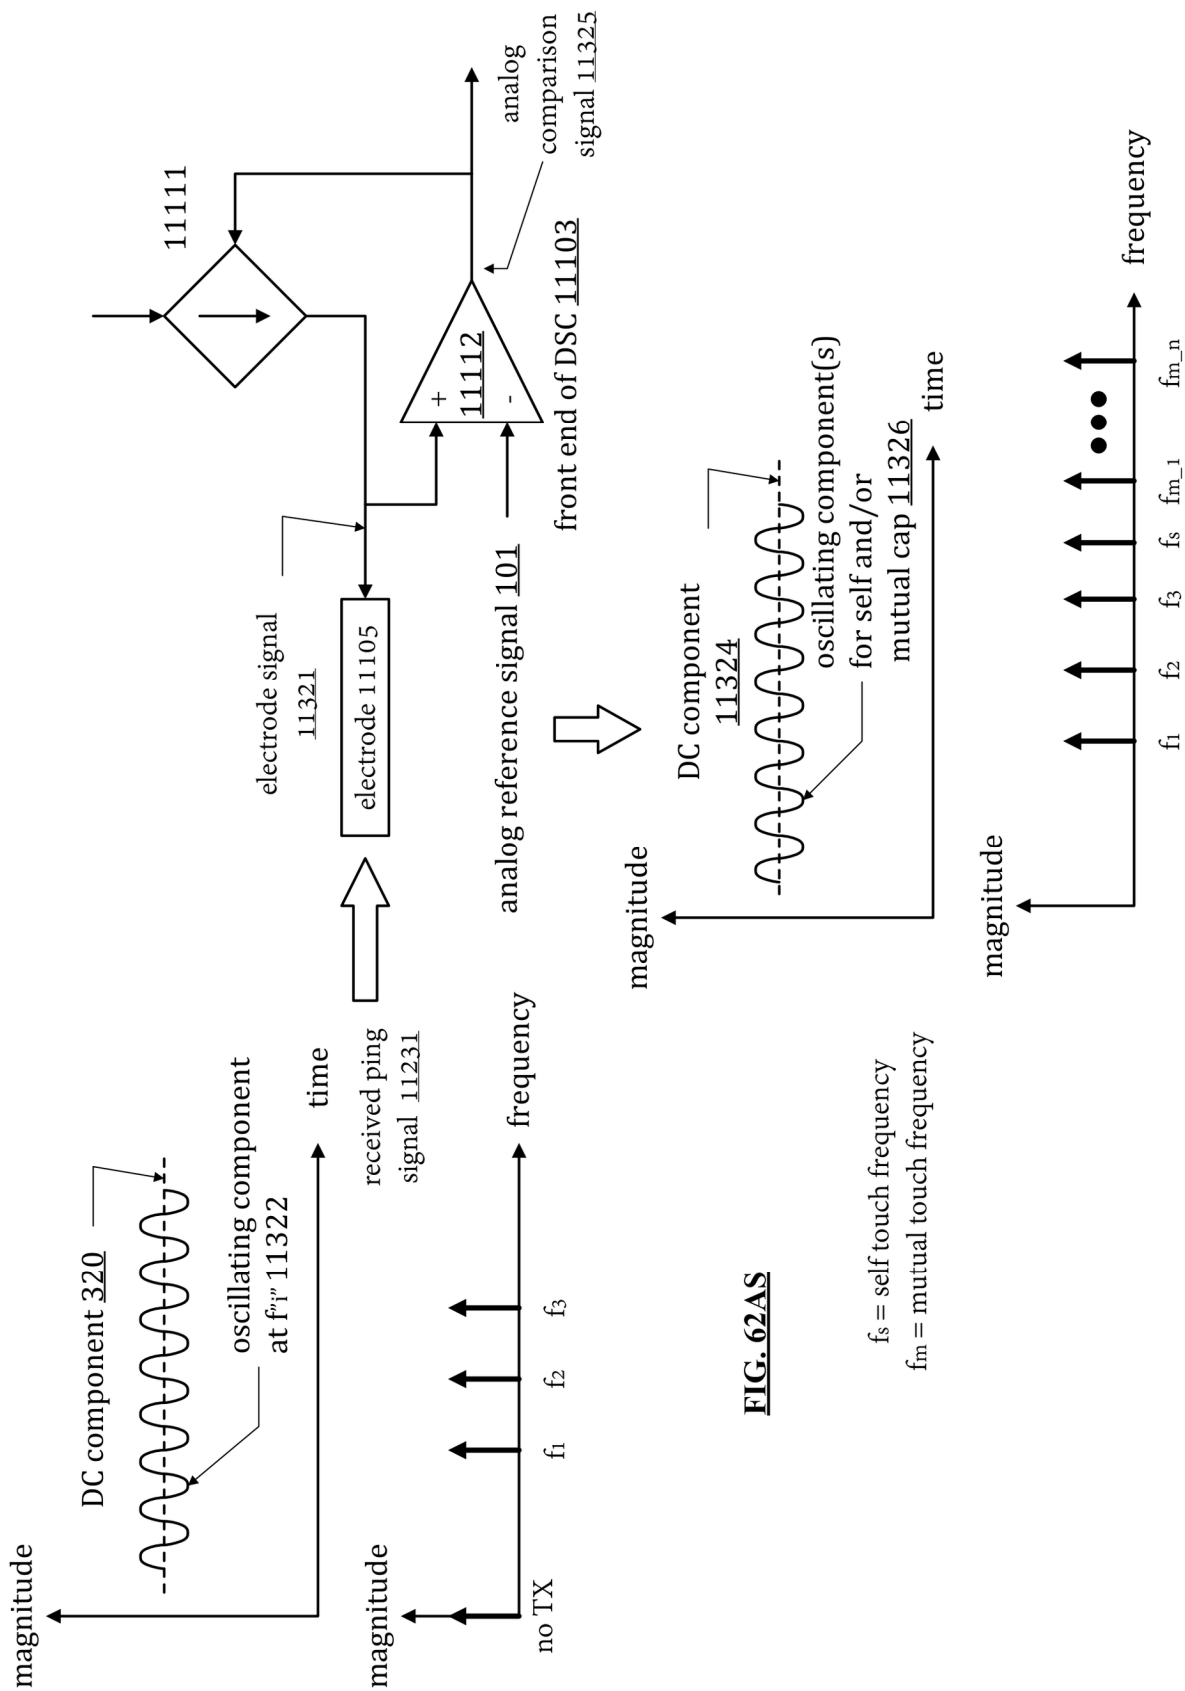 magnitude
DC component 320
oscillating component
at f"i" 11322
time
magnitude
no TX
f1
f2
f3
frequency
received ping
signal 11231
electrode signal
11321
electrode 11105
analog reference signal 101
11111
+
11112
-
front end of DSC 11103
analog
comparison
signal 11325
magnitude
DC component
11324
oscillating component(s)
for self and/or
mutual cap 11326
time
magnitude
f1
f2
f3
fs
fm_1
fm_n
frequency
FIG. 62AS
fs = self touch frequency
fm = mutual touch frequency